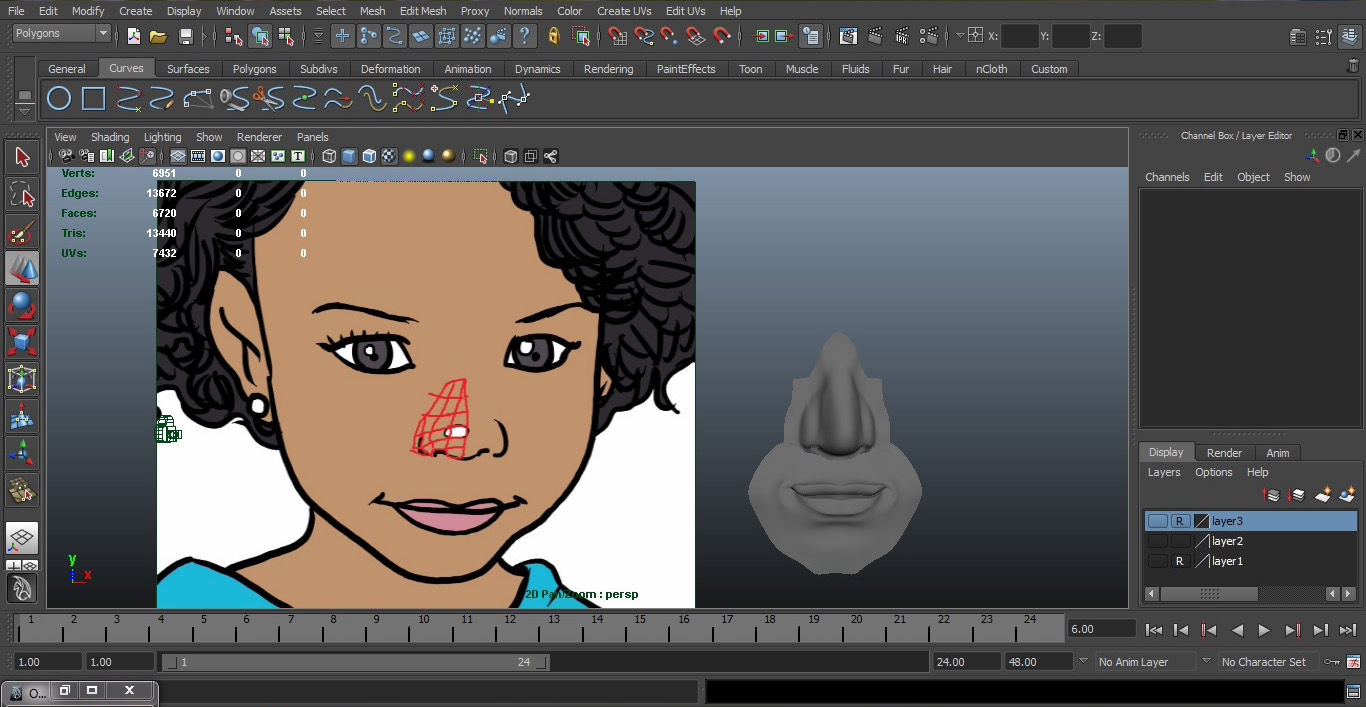 File Edit Modify Create Display Window Assets Select Mesh Edit Mesh Proxy Normals Color Create UVs Edit UVs Help
Polygons X: Y: Z:
General Curves Surfaces Polygons Subdivs Deformation Animation Dynamics Rendering PaintEffects Toon Muscle Fluids Fur Hair nCloth Custom
View Shading Lighting Show Renderer Panels
Channel Box / Layer Editor
Channels Edit Object Show
Verts: 6951 0 0
Edges: 13672 0 0
Faces: 6720 0 0
Tris: 13440 0 0
UVs: 7432 0 0
Display Render Anim
Layers Options Help
R layer3
layer2
R layer1
y
x
2D Pan/Zoom : persp
1 2 3 4 5 6 7 8 9 10 11 12 13 14 15 16 17 18 19 20 21 22 23 24 6.00
1.00 1.00 1 24 24.00 48.00 No Anim Layer No Character Set
O...